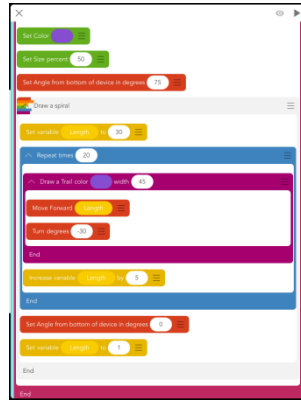 Set Color
Set Size percent 50
Set Angle from bottom of device in degrees 75
Draw a spiral
Set variable Length to 30
Repeat times 20
Draw a Trail color width 45
Move Forward Length
Turn degrees -30
End
Increase variable Length by 5
End
Set Angle from bottom of device in degrees 0
Set variable Length to 1
End
End